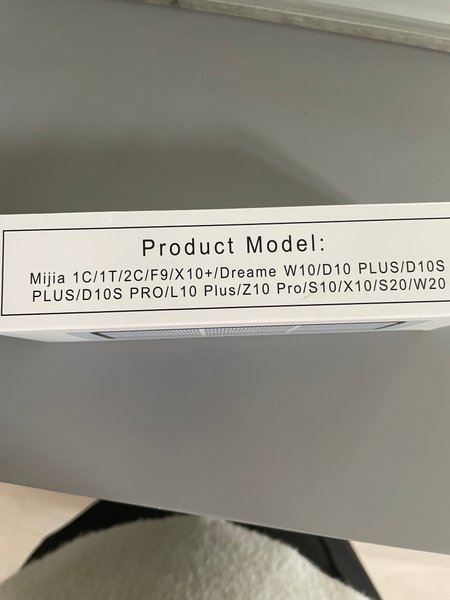 Product Model:
Mijia 1C/1T/2C/F9/X10+/Dreame W10/D10 PLUS/D10S
PLUS/D10S PRO/L10 Plus/Z10 Pro/S10/X10/S20/W20